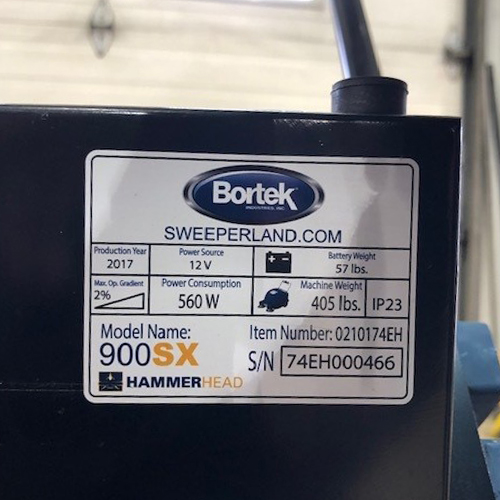 Bortek
INDUSTRIES, INC.
SWEEPERLAND.COM
Production Year
2017
Power Source
12 V
Battery Weight
57 lbs.
Max. Op. Gradient
2%
Power Consumption
560 W
Machine Weight
405 lbs.
IP23
Model Name:
900SX
Item Number: 0210174EH
S/N 74EH000466
HAMMERHEAD